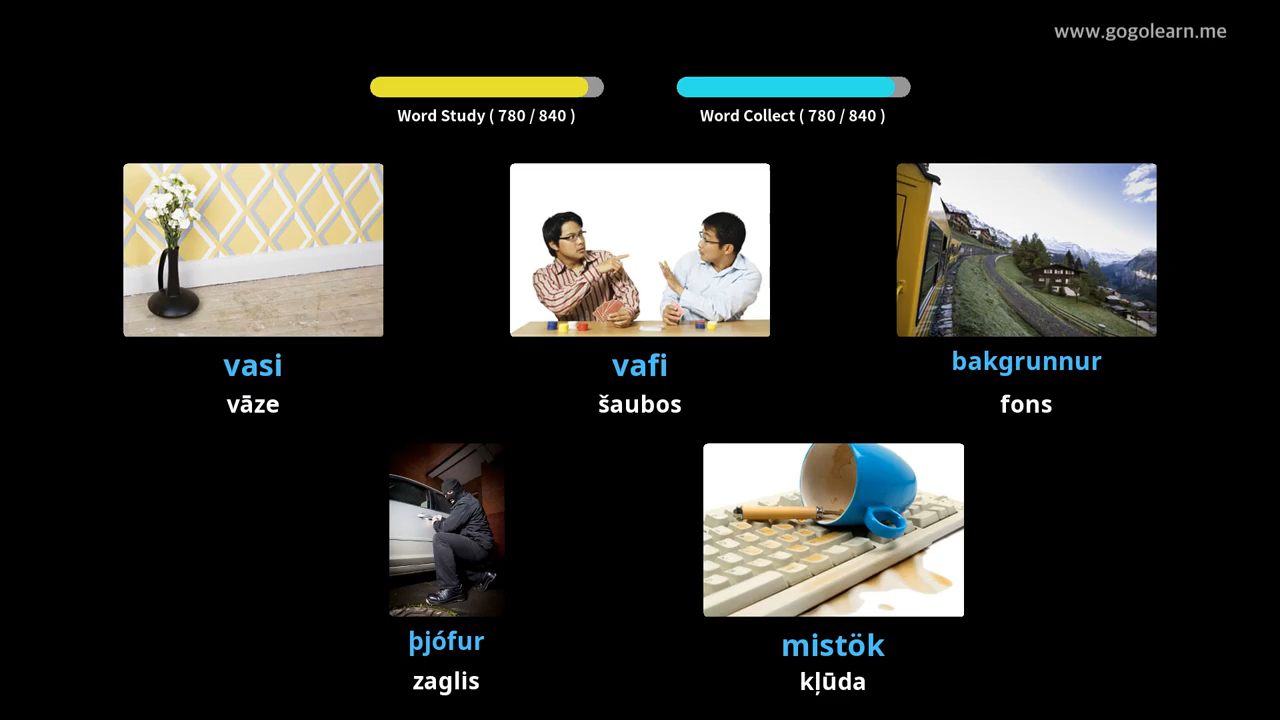 www.gogolearn.me
Word Study ( 780 / 840 )
Word Collect ( 780 / 840 )
vasi
vāze
vafi
šaubos
bakgrunnur
fons
þjófur
zaglis
mistök
kļūda